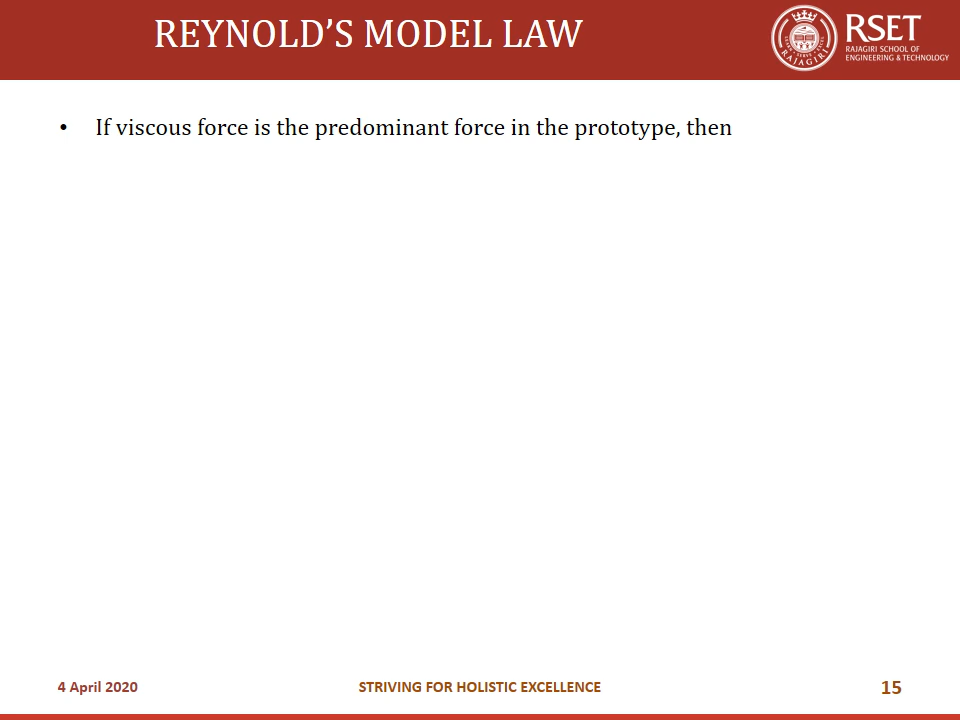 REYNOLD’S MODEL LAW
RSET
RAJAGIRI SCHOOL OF
ENGINEERING & TECHNOLOGY
RAJAGIRI
• If viscous force is the predominant force in the prototype, then
4 April 2020
STRIVING FOR HOLISTIC EXCELLENCE
15